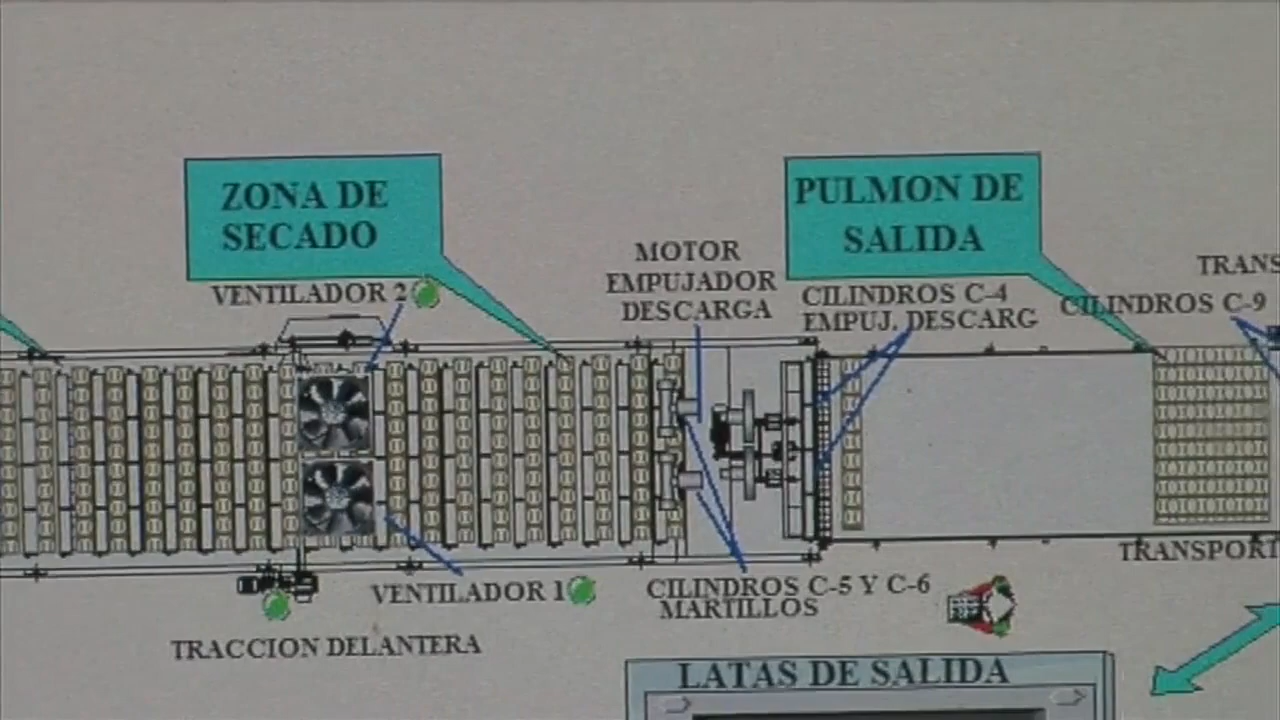 ZONA DE
SECADO
VENTILADOR 2
MOTOR
EMPUJADOR
DESCARGA
PULMON DE
SALIDA
CILINDROS C-4
EMPUJ. DESCARG
TRANS
CILINDROS C-9
VENTILADOR 1
TRACCION DELANTERA
CILINDROS C-5 Y C-6
MARTILLOS
TRANSPORT
LATAS DE SALIDA